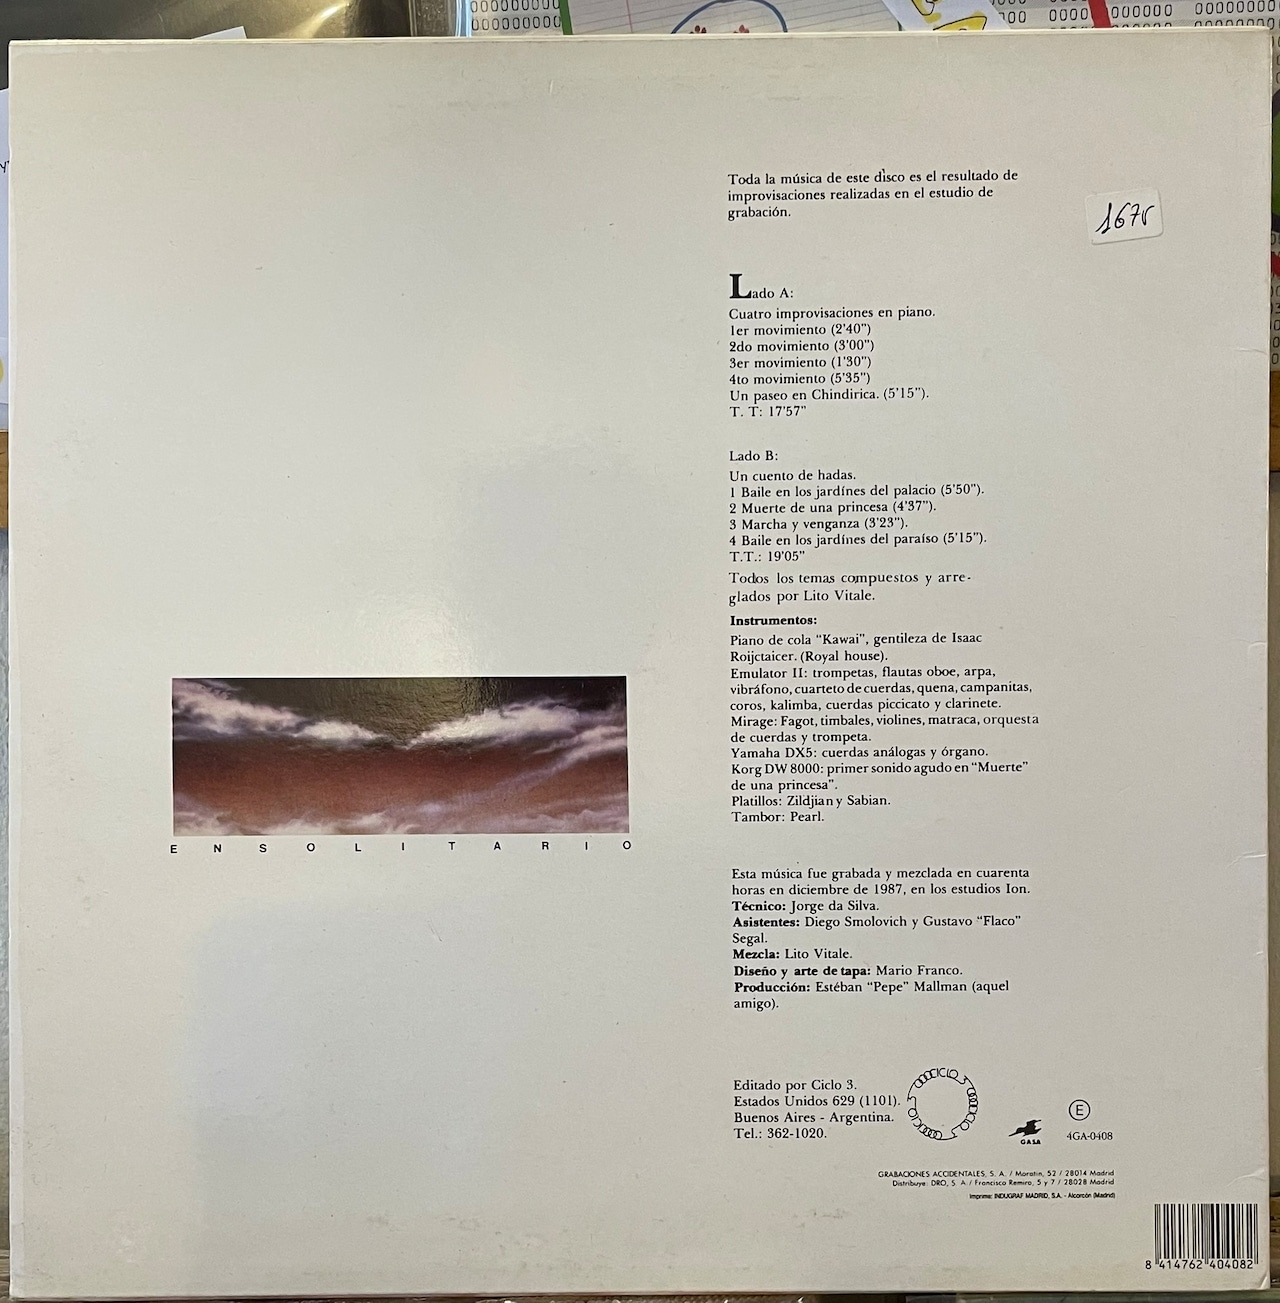 Toda la música de este disco es el resultado de
improvisaciones realizadas en el estudio de
grabación.
167r
Lado A:
Cuatro improvisaciones en piano.
1er movimiento (2'40")
2do movimiento (3'00")
3er movimiento (1'30")
4to movimiento (5'35")
Un paseo en Chindirica. (5'15").
T. T: 17'57"
Lado B:
Un cuento de hadas.
1 Baile en los jardínes del palacio (5'50").
2 Muerte de una princesa (4'37").
3 Marcha y venganza (3'23").
4 Baile en los jardínes del paraíso (5'15").
T.T.: 19'05"
Todos los temas compuestos y arre-
glados por Lito Vitale.
Instrumentos:
Piano de cola "Kawai", gentileza de Isaac
Roijctaicer. (Royal house).
Emulator II: trompetas, flautas oboe, arpa,
vibráfono, cuarteto de cuerdas, quena, campanitas,
coros, kalimba, cuerdas piccicato y clarinete.
Mirage: Fagot, timbales, violines, matraca, orquesta
de cuerdas y trompeta.
Yamaha DX5: cuerdas análogas y órgano.
Korg DW 8000: primer sonido agudo en "Muerte"
de una princesa".
Platillos: Zildjian y Sabian.
Tambor: Pearl.
ENSOLITARIO
Esta música fue grabada y mezclada en cuarenta
horas en diciembre de 1987, en los estudios Ion.
Técnico: Jorge da Silva.
Asistentes: Diego Smolovich y Gustavo "Flaco"
Segal.
Mezcla: Lito Vitale.
Diseño y arte de tapa: Mario Franco.
Producción: Estéban "Pepe" Mallman (aquel
amigo).
Editado por Ciclo 3.
Estados Unidos 629 (1101).
Buenos Aires - Argentina.
Tel.: 362-1020.
CICLO 3
GASA
E
4GA-0408
GRABACIONES ACCIDENTALES, S. A. / Moratin, 52 / 28014 Madrid
Distribuye: DRO, S. A. / Francisco Remiro, 5 y 7 / 28028 Madrid
Imprime: INDUGRAF MADRID, S.A. - Alcorcón (Madrid)
8 414762 404082